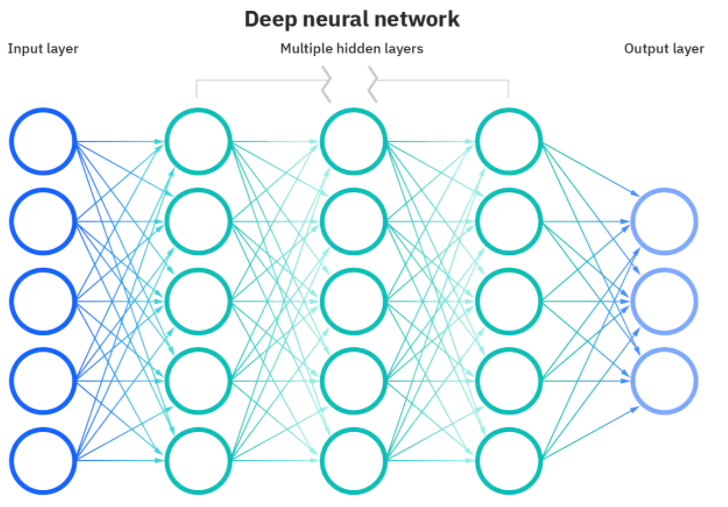 Deep neural network
Input layer
Multiple hidden layers
Output layer